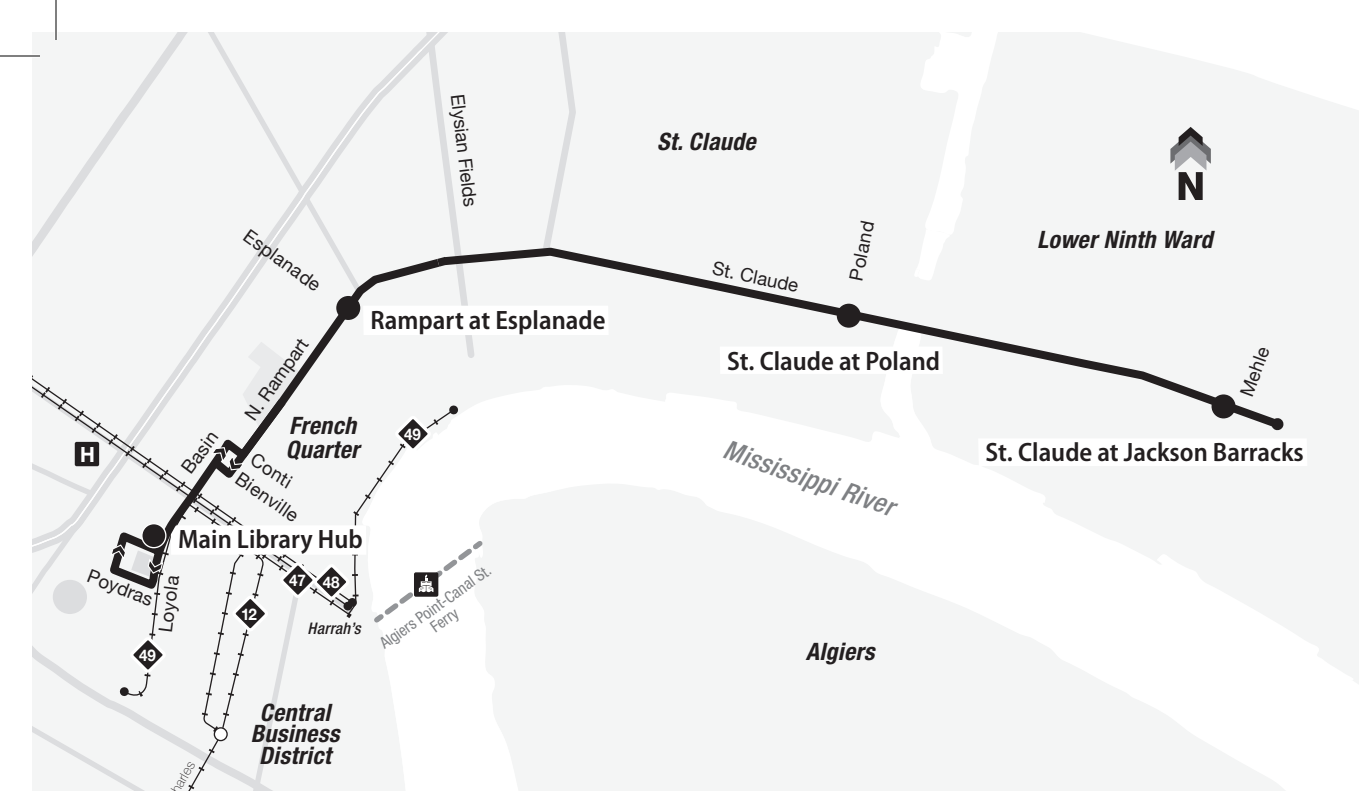 Elysian Fields
St. Claude
N
Lower Ninth Ward
Esplanade
Poland
St. Claude
Rampart at Esplanade
N. Rampart
St. Claude at Poland
Mehle
French
Quarter
49
St. Claude at Jackson Barracks
H
Basin
Conti
Bienville
Mississippi River
Main Library Hub
Poydras
Loyola
47
48
12
Harrah's
Algiers Point-Canal St.
Ferry
49
Algiers
Central
Business
District